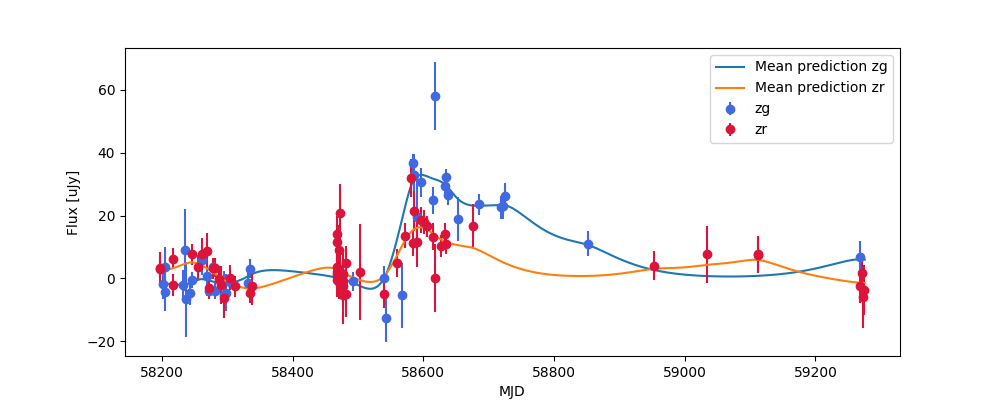 Mean prediction zg
Mean prediction zr
zg
zr
Flux [uJy]
60
40
20
0
−20
58200
58400
58600
58800
59000
59200
MJD